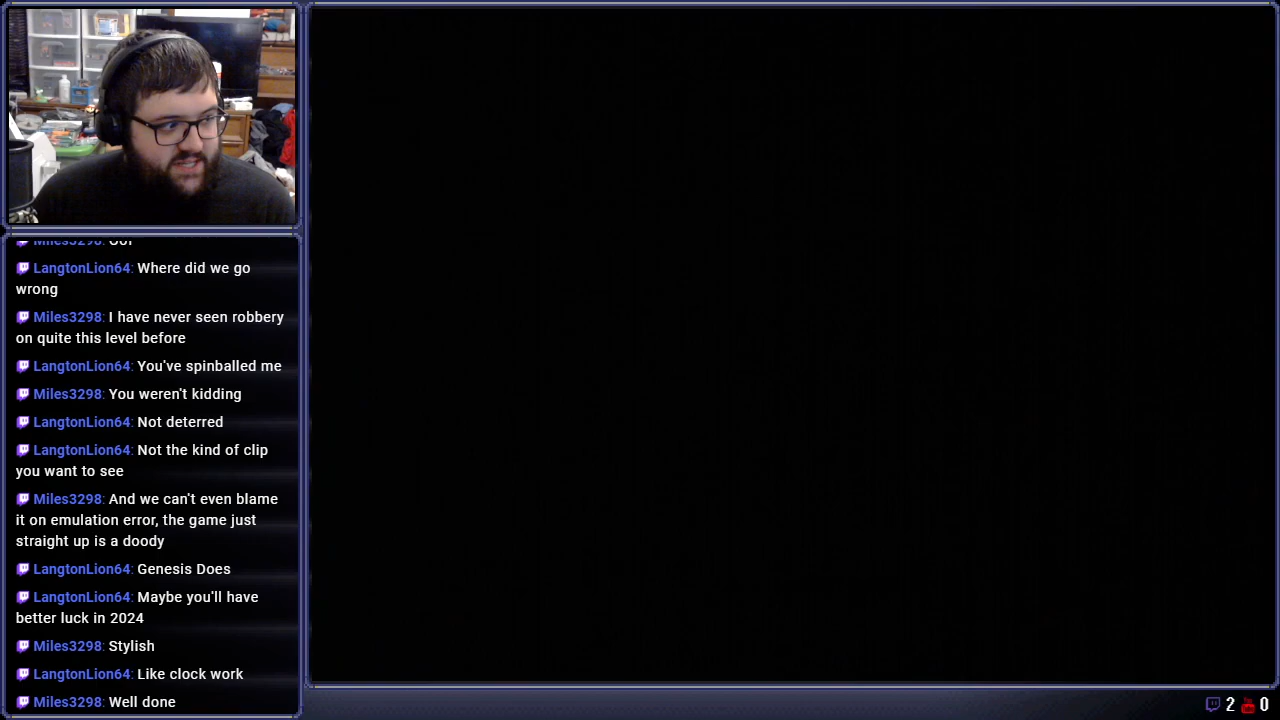 LangtonLion64: Where did we go
wrong
Miles3298: I have never seen robbery
on quite this level before
LangtonLion64: You've spinballed me
Miles3298: You weren't kidding
LangtonLion64: Not deterred
LangtonLion64: Not the kind of clip
you want to see
Miles3298: And we can't even blame
it on emulation error, the game just
straight up is a doody
LangtonLion64: Genesis Does
LangtonLion64: Maybe you'll have
better luck in 2024
Miles3298: Stylish
LangtonLion64: Like clock work
Miles3298: Well done
2 0